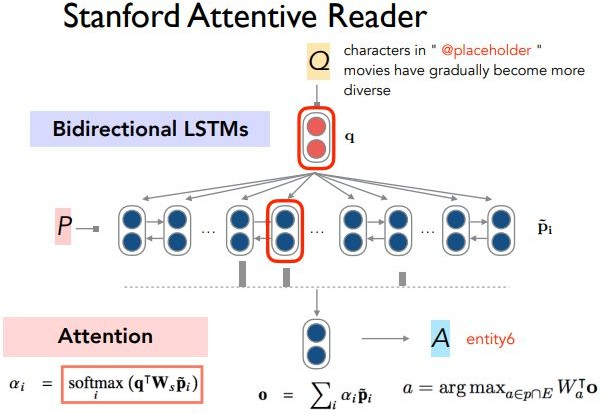 Stanford Attentive Reader
Q
characters in " @placeholder "
movies have gradually become more
diverse
Bidirectional LSTMs
q
P
... ... ...
p̃ᵢ
Attention
A
entity6
αᵢ = softmaxᵢ (qᵀWₛp̃ᵢ)
o = ∑ᵢ αᵢp̃ᵢ
a = arg maxₐ∈ₚ∩E Wₐᵀo